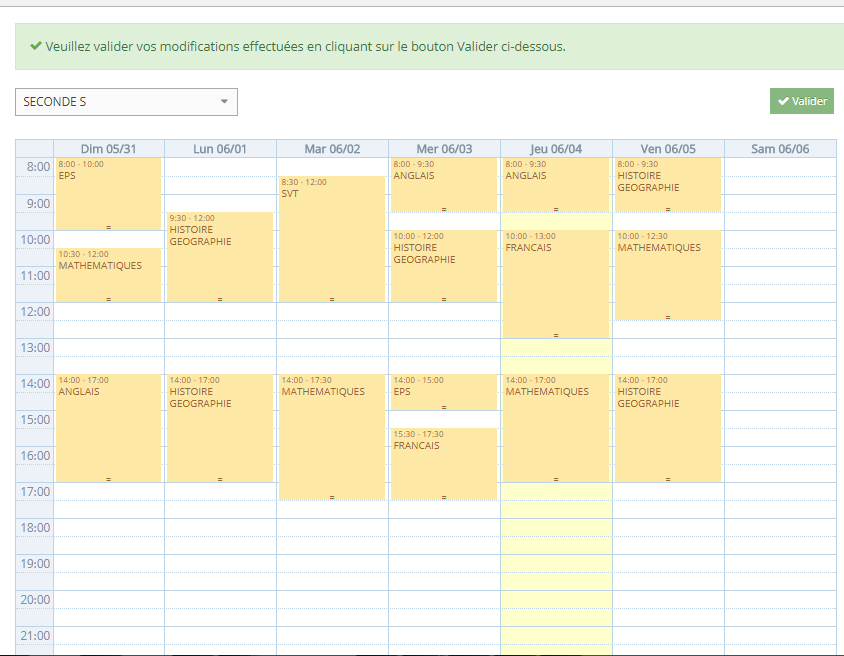 Veuillez valider vos modifications effectuées en cliquant sur le bouton Valider ci-dessous.
SECONDE S
Valider
Dim 05/31 Lun 06/01 Mar 06/02 Mer 06/03 Jeu 06/04 Ven 06/05 Sam 06/06
8:00
9:00
10:00
11:00
12:00
13:00
14:00
15:00
16:00
17:00
18:00
19:00
20:00
21:00
8:00 - 10:00
EPS
10:30 - 12:00
MATHEMATIQUES
14:00 - 17:00
ANGLAIS
9:30 - 12:00
HISTOIRE
GEOGRAPHIE
14:00 - 17:00
HISTOIRE
GEOGRAPHIE
8:30 - 12:00
SVT
14:00 - 17:30
MATHEMATIQUES
8:00 - 9:30
ANGLAIS
10:00 - 12:00
HISTOIRE
GEOGRAPHIE
14:00 - 15:00
EPS
15:30 - 17:30
FRANCAIS
8:00 - 9:30
ANGLAIS
10:00 - 13:00
FRANCAIS
14:00 - 17:00
MATHEMATIQUES
8:00 - 9:30
HISTOIRE
GEOGRAPHIE
10:00 - 12:30
MATHEMATIQUES
14:00 - 17:00
HISTOIRE
GEOGRAPHIE